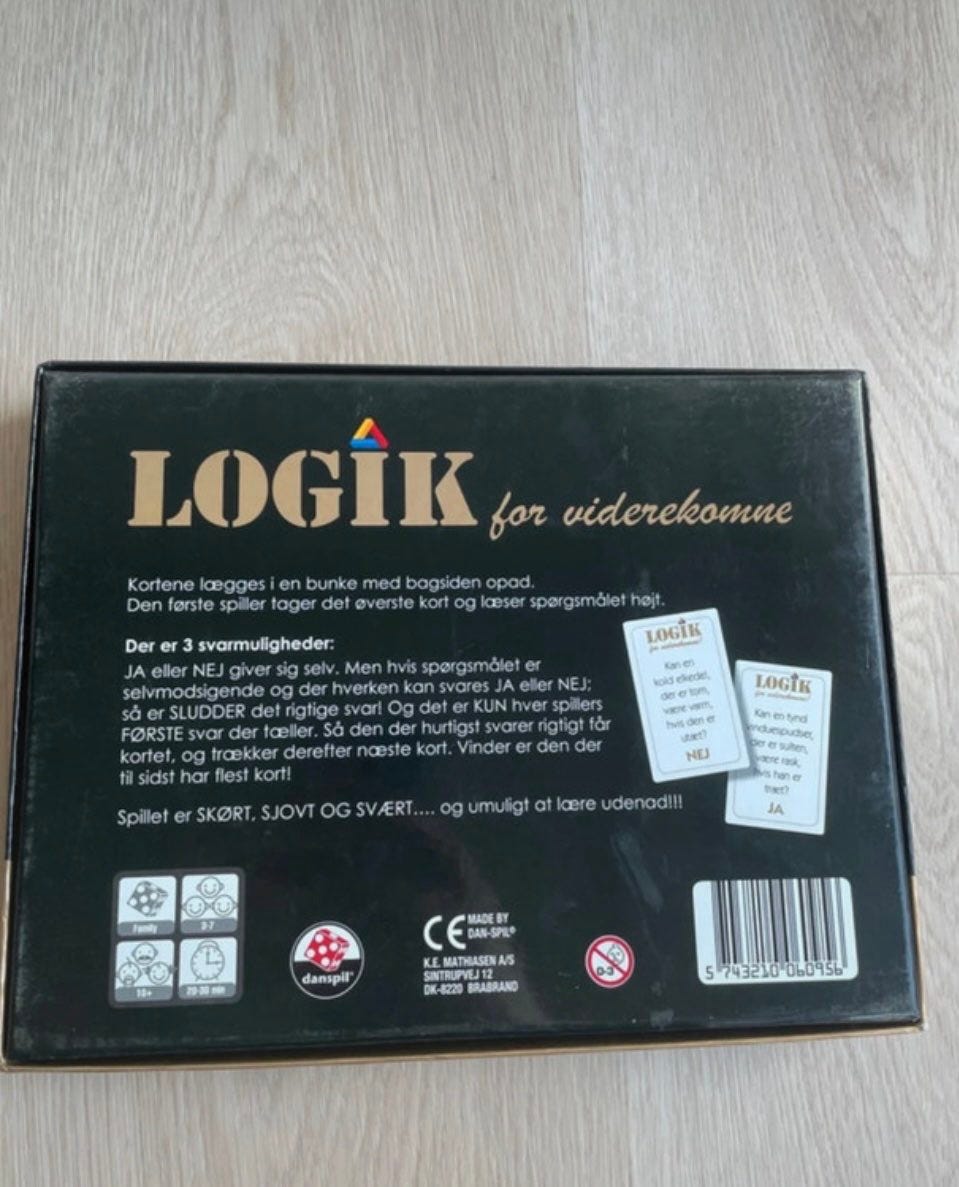 LOGIK for viderekomne
Kortene lægges i en bunke med bagsiden opad.
Den første spiller tager det øverste kort og læser spørgsmålet højt.
Der er 3 svarmuligheder:
JA eller NEJ giver sig selv. Men hvis spørgsmålet er
selvmodsigende og der hverken kan svares JA eller NEJ;
så er SLUDDER det rigtige svar! Og det er KUN hver spillers
FØRSTE svar der tæller. Så den der hurtigst svarer rigtigt får
kortet, og trækker derefter næste kort. Vinder er den der
til sidst har flest kort!
Spillet er SKØRT, SJOVT OG SVÆRT.... og umuligt at lære udenad!!!
LOGIK
for viderekomne!
Kan en
kold elkedel,
der er tom,
være varm,
hvis den er
utæt?
NEJ
LOGIK
for viderekomne!
Kan en tynd
vinduespudser,
der er sulten,
være rask,
hvis han er
træt?
JA
Family
3-7
10+
20-30 min
danspil®
CE MADE BY
DAN-SPIL®
K.E. MATHIASEN A/S
SINTRUPVEJ 12
DK-8220 BRABRAND
0-3
5 743210 060956